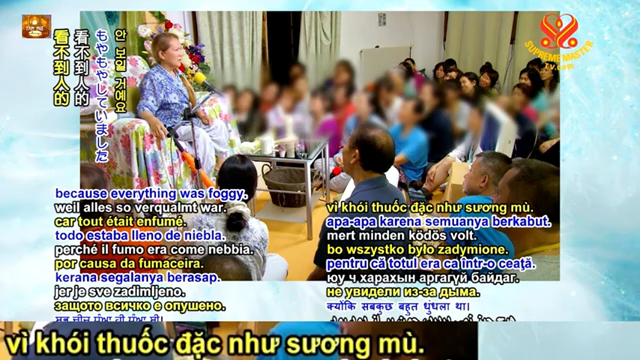 SUPREME MASTER
TV.com
看不到人的
看不到人的
もやもやしていました
안 보일 거예요
because everything was foggy.
weil alles so verqualmt war.
car tout était enfumé.
todo estaba lleno de niebla.
perché il fumo era come nebbia.
por causa da fumaceira.
kerana segalanya berasap.
jer je sve zadimljeno.
защото всичко е опушено.
vì khói thuốc đặc như sương mù.
apa-apa karena semuanya berkabut.
mert minden ködös volt.
bo wszystko było zadymione.
pentru că totul era ca într-o ceaţă.
юу ч харахын аргагүй байдаг.
не увидели из-за дыма.
क्योंकि सबकुछ बहुत धुंधला था।
vì khói thuốc đặc như sương mù.